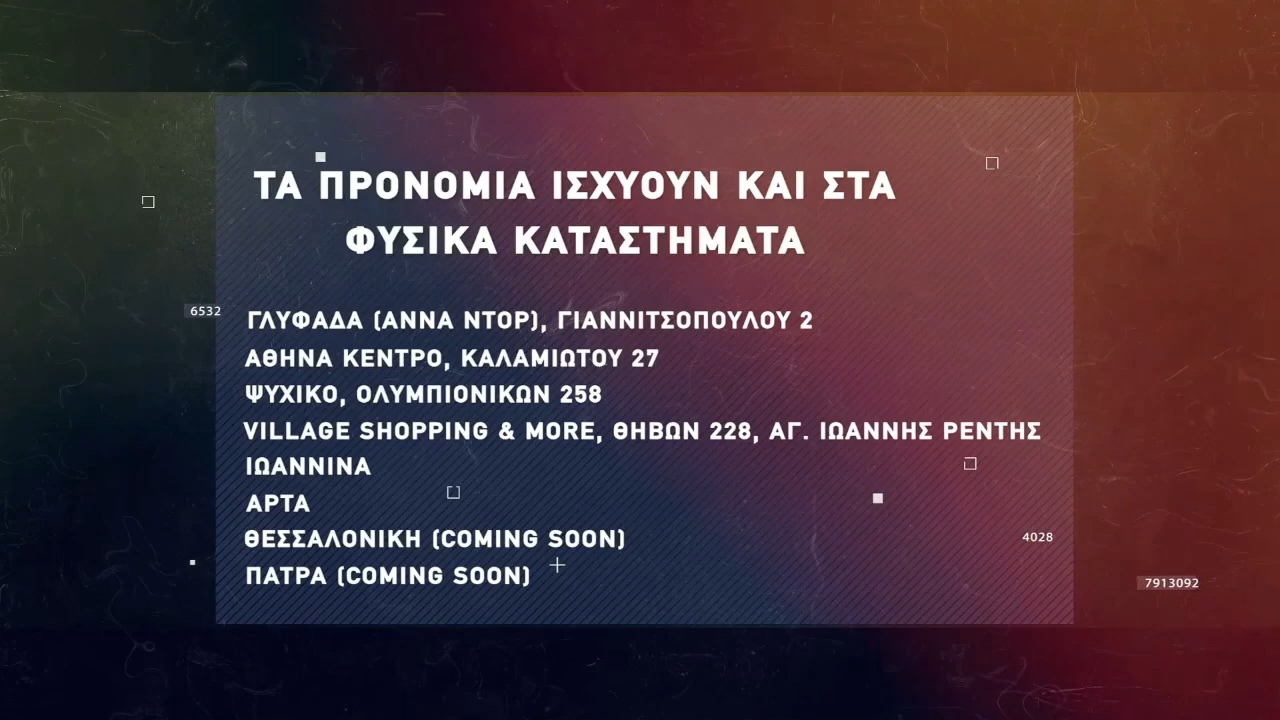 ΤΑ ΠΡΟΝΟΜΙΑ ΙΣΧΥΟΥΝ ΚΑΙ ΣΤΑ
ΦΥΣΙΚΑ ΚΑΤΑΣΤΗΜΑΤΑ
6532
ΓΛΥΦΑΔΑ (ΑΝΝΑ ΝΤΟΡ), ΓΙΑΝΝΙΤΣΟΠΟΥΛΟΥ 2
ΑΘΗΝΑ ΚΕΝΤΡΟ, ΚΑΛΑΜΙΩΤΟΥ 27
ΨΥΧΙΚΟ, ΟΛΥΜΠΙΟΝΙΚΩΝ 258
VILLAGE SHOPPING & MORE, ΘΗΒΩΝ 228, ΑΓ. ΙΩΑΝΝΗΣ ΡΕΝΤΗΣ
ΙΩΑΝΝΙΝΑ
ΑΡΤΑ
ΘΕΣΣΑΛΟΝΙΚΗ (COMING SOON)
4028
ΠΑΤΡΑ (COMING SOON)
7913092